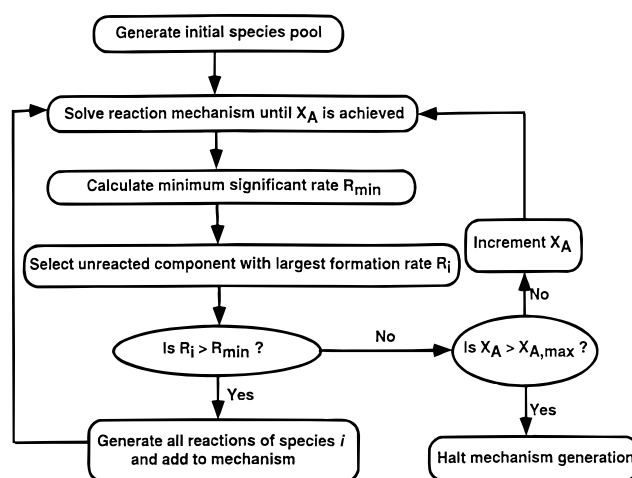 Generate initial species pool
Solve reaction mechanism until XA is achieved
Calculate minimum significant rate Rmin
Select unreacted component with largest formation rate Ri
Increment XA
No
Is Ri > Rmin ?
No
Is XA > XA,max ?
Yes
Yes
Generate all reactions of species i
and add to mechanism
Halt mechanism generation